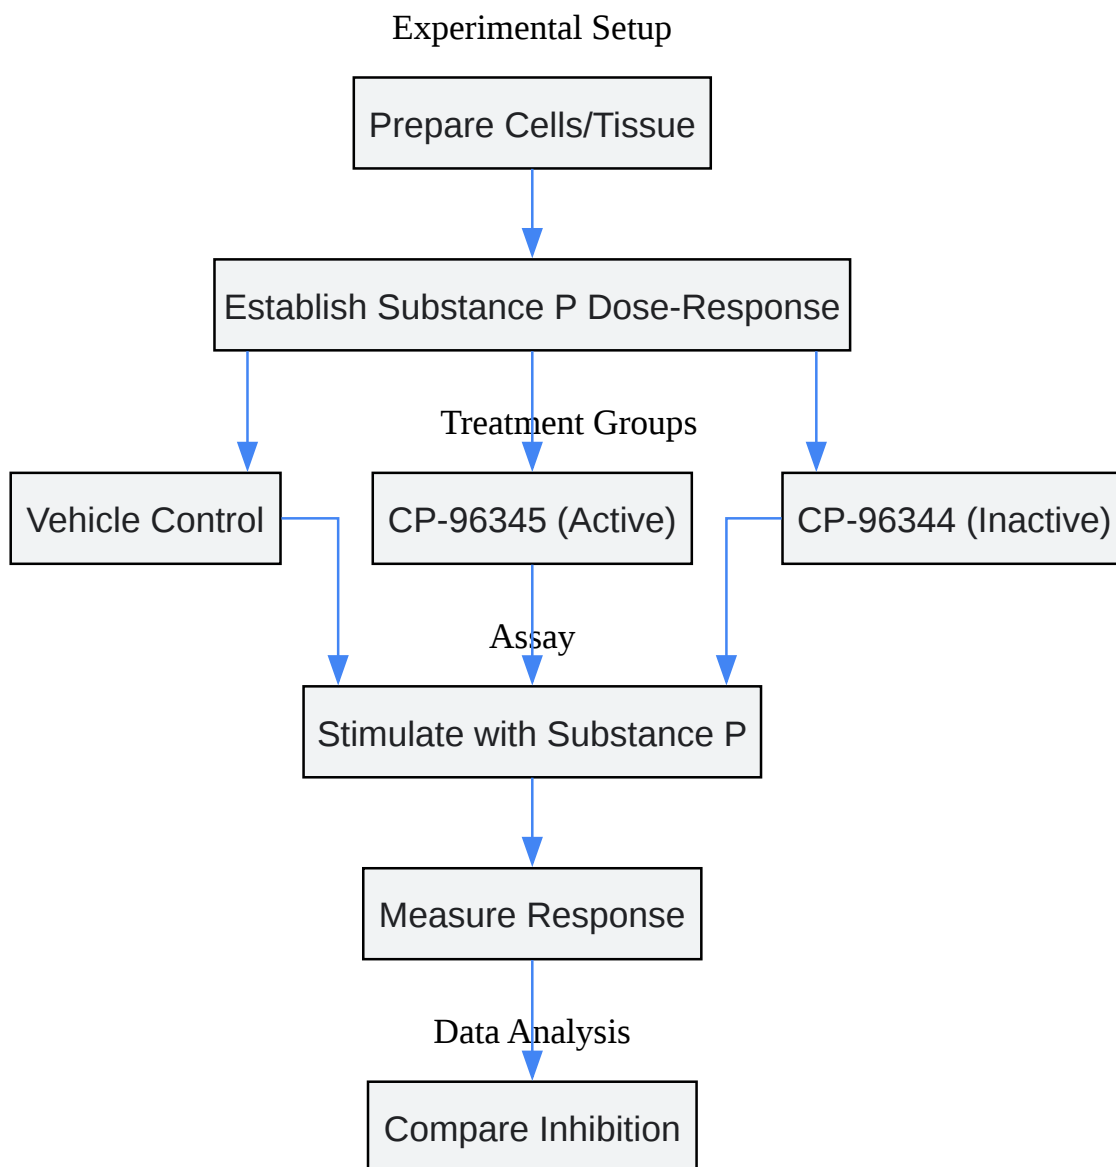 Experimental Setup
Prepare Cells/Tissue
Establish Substance P Dose-Response
Treatment Groups
Vehicle Control
CP-96345 (Active)
CP-96344 (Inactive)
Assay
Stimulate with Substance P
Measure Response
Data Analysis
Compare Inhibition